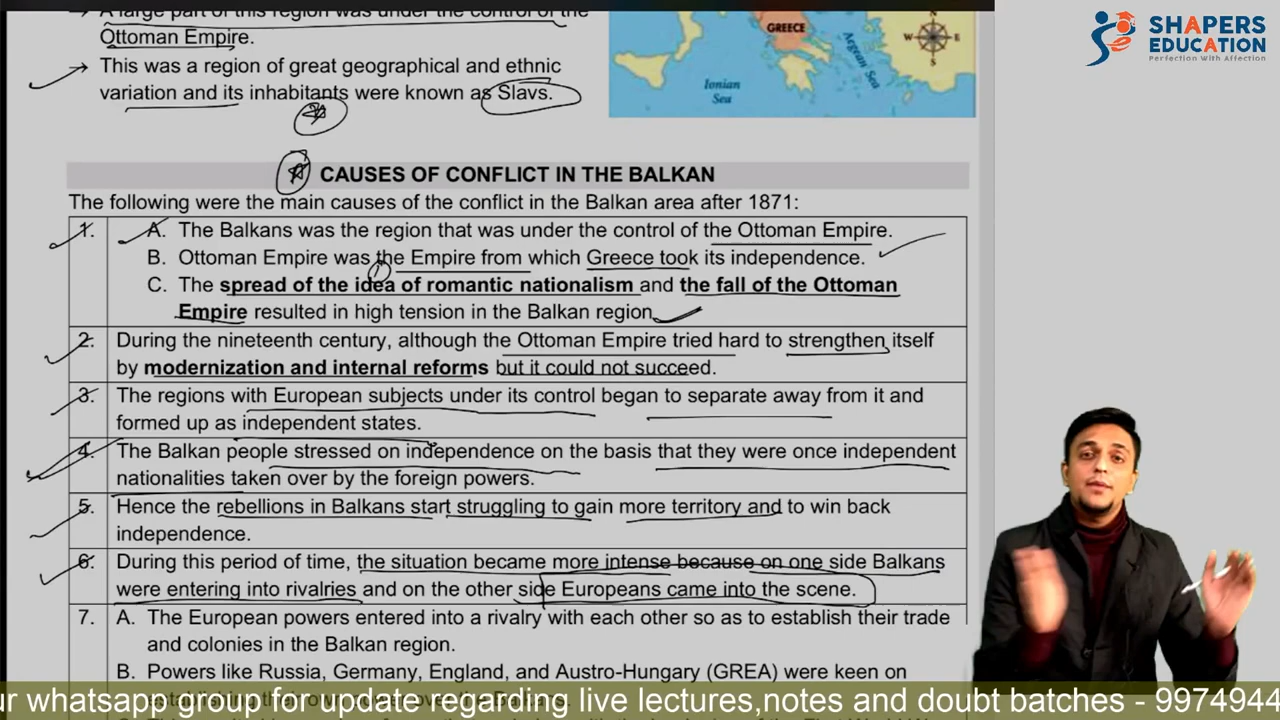 A large part of this region was under the control of the
Ottoman Empire.
This was a region of great geographical and ethnic
variation and its inhabitants were known as Slavs.
GREECE
Aegean Sea
Ionian
Sea
W
E
S
SHAPERS
EDUCATION
Perfection With Affection
CAUSES OF CONFLICT IN THE BALKAN
The following were the main causes of the conflict in the Balkan area after 1871:
1. A. The Balkans was the region that was under the control of the Ottoman Empire.
B. Ottoman Empire was the Empire from which Greece took its independence.
C. The spread of the idea of romantic nationalism and the fall of the Ottoman
Empire resulted in high tension in the Balkan region
2. During the nineteenth century, although the Ottoman Empire tried hard to strengthen itself
by modernization and internal reforms but it could not succeed.
3. The regions with European subjects under its control began to separate away from it and
formed up as independent states.
4. The Balkan people stressed on independence on the basis that they were once independent
nationalities taken over by the foreign powers.
5. Hence the rebellions in Balkans start struggling to gain more territory and to win back
independence.
6. During this period of time, the situation became more intense because on one side Balkans
were entering into rivalries and on the other side Europeans came into the scene.
7. A. The European powers entered into a rivalry with each other so as to establish their trade
and colonies in the Balkan region.
B. Powers like Russia, Germany, England, and Austro-Hungary (GREA) were keen on
ur whatsapp group for update regarding live lectures,notes and doubt batches - 9974944